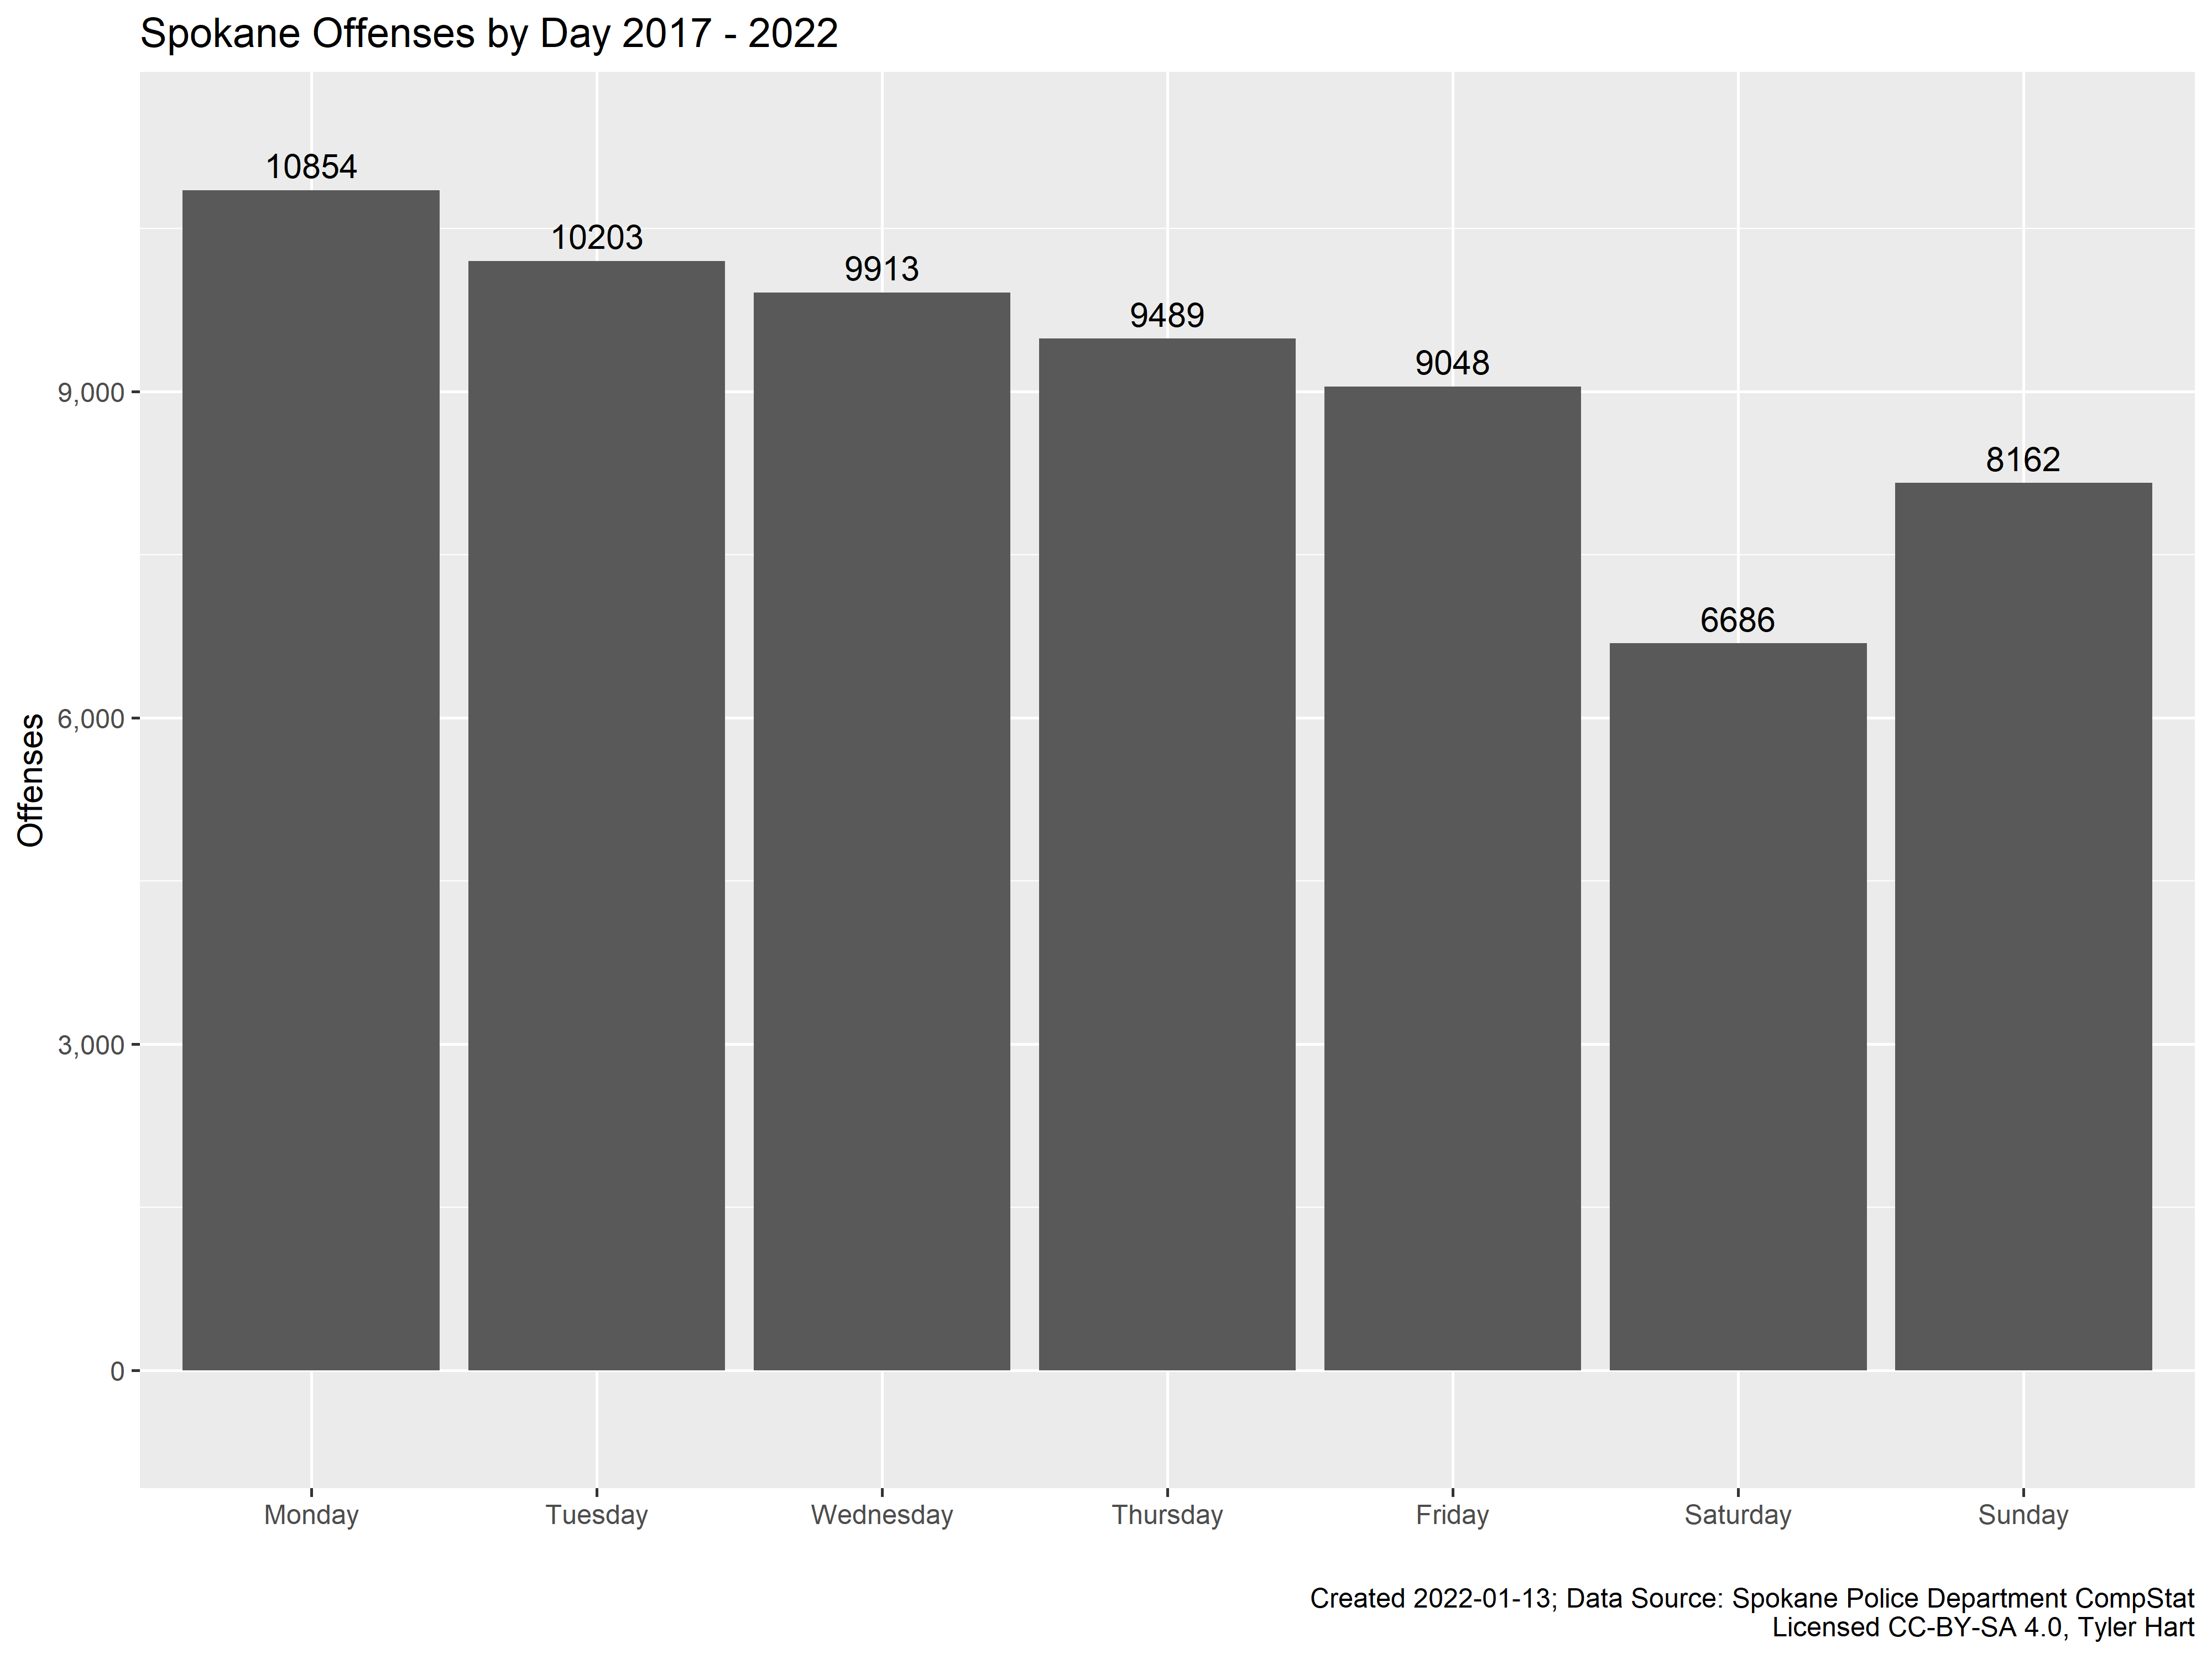 Spokane Offenses by Day 2017 - 2022
10854
10203
9913
9489
9048
6686
8162
9,000
6,000
3,000
0
Offenses
Monday Tuesday Wednesday Thursday Friday Saturday Sunday
Created 2022-01-13; Data Source: Spokane Police Department CompStat
Licensed CC-BY-SA 4.0, Tyler Hart